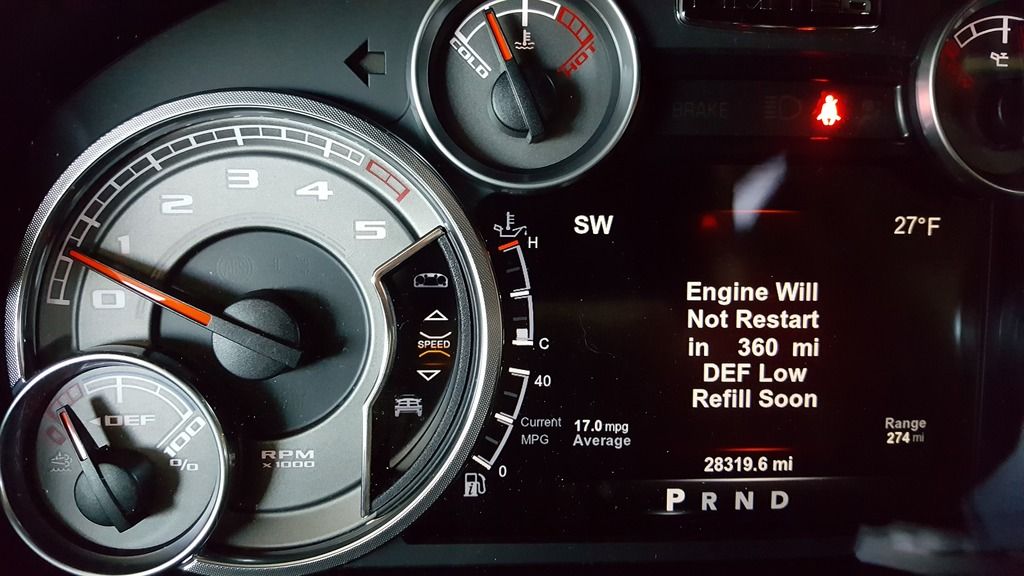 COLD
HOT
BRAKE
1 2 3 4 5
0
SPEED
RPM
x1000
DEF
0
100
%
H
C
40
0
SW
27°F
Engine Will
Not Restart
in 360 mi
DEF Low
Refill Soon
Current
MPG
17.0 mpg
Average
Range
274 mi
28319.6 mi
P R N D